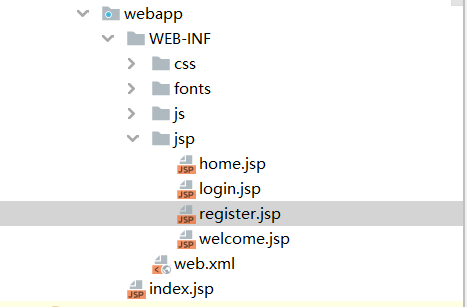 webapp
WEB-INF
css
fonts
js
jsp
JSP home.jsp
JSP login.jsp
JSP register.jsp
JSP welcome.jsp
web.xml
JSP index.jsp